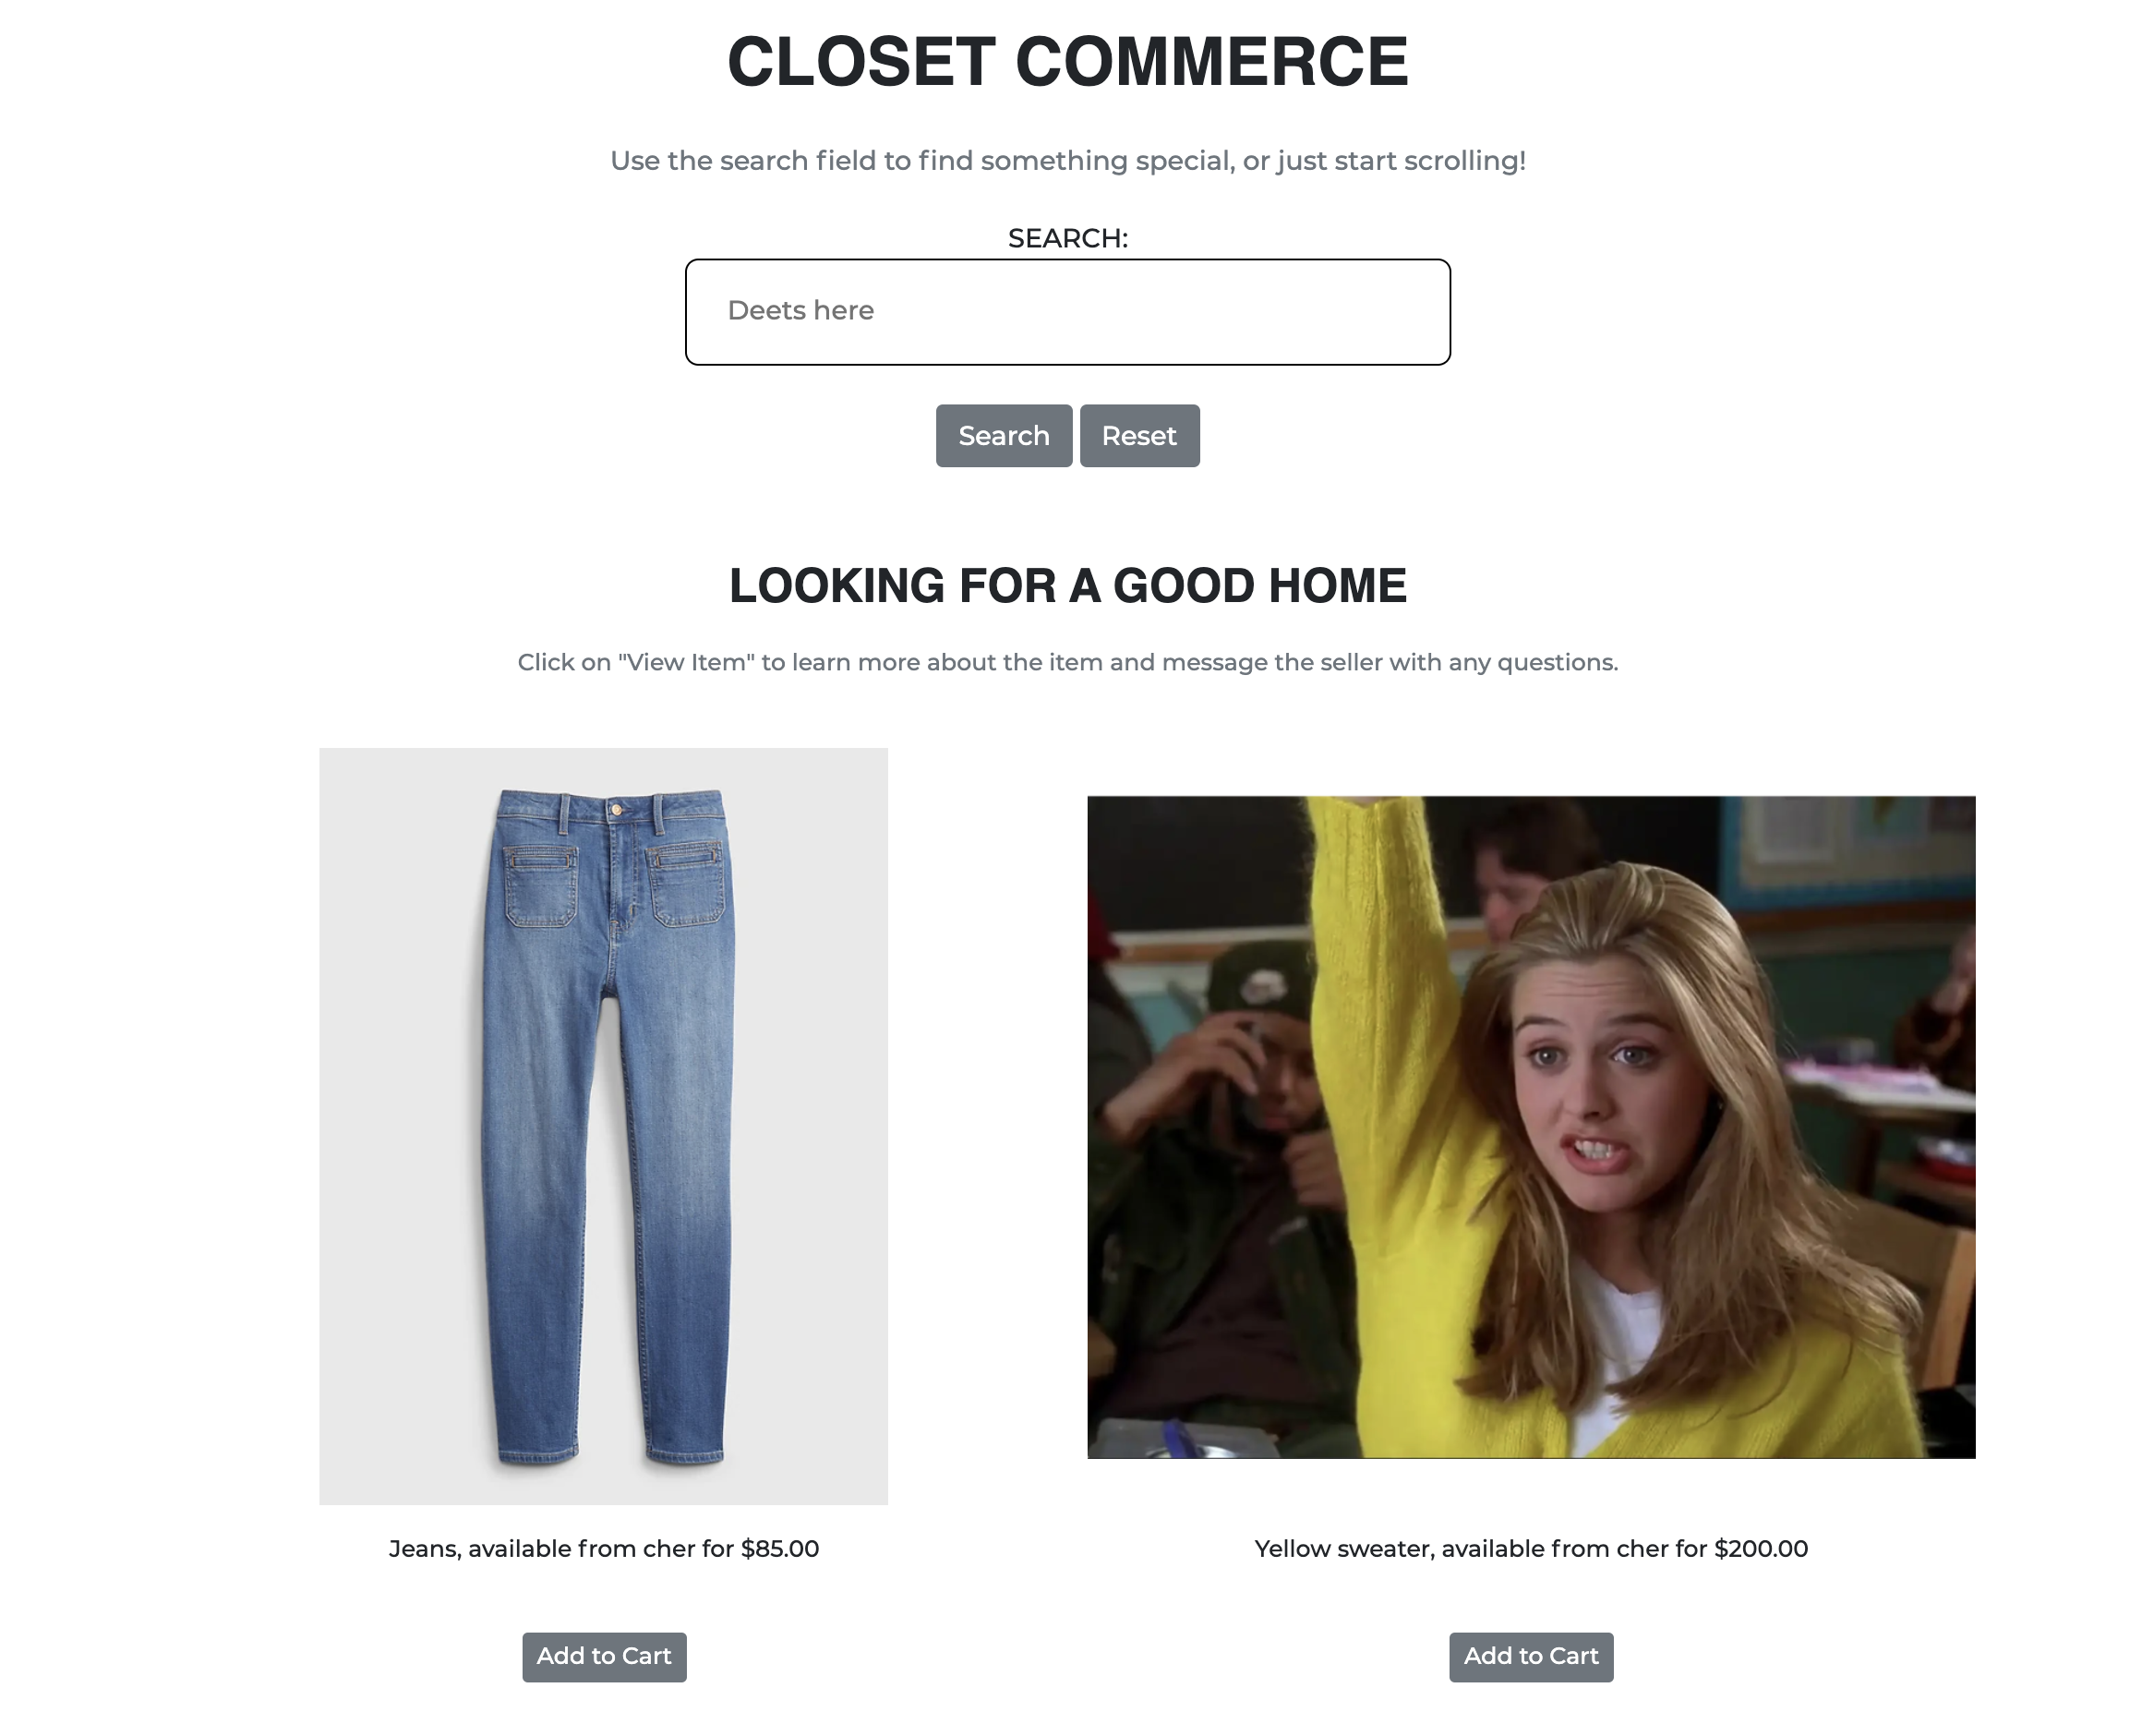 CLOSET COMMERCE
Use the search field to find something special, or just start scrolling!
SEARCH:
Deets here
Search Reset
LOOKING FOR A GOOD HOME
Click on "View Item" to learn more about the item and message the seller with any questions.
Jeans, available from cher for $85.00
Yellow sweater, available from cher for $200.00
Add to Cart
Add to Cart